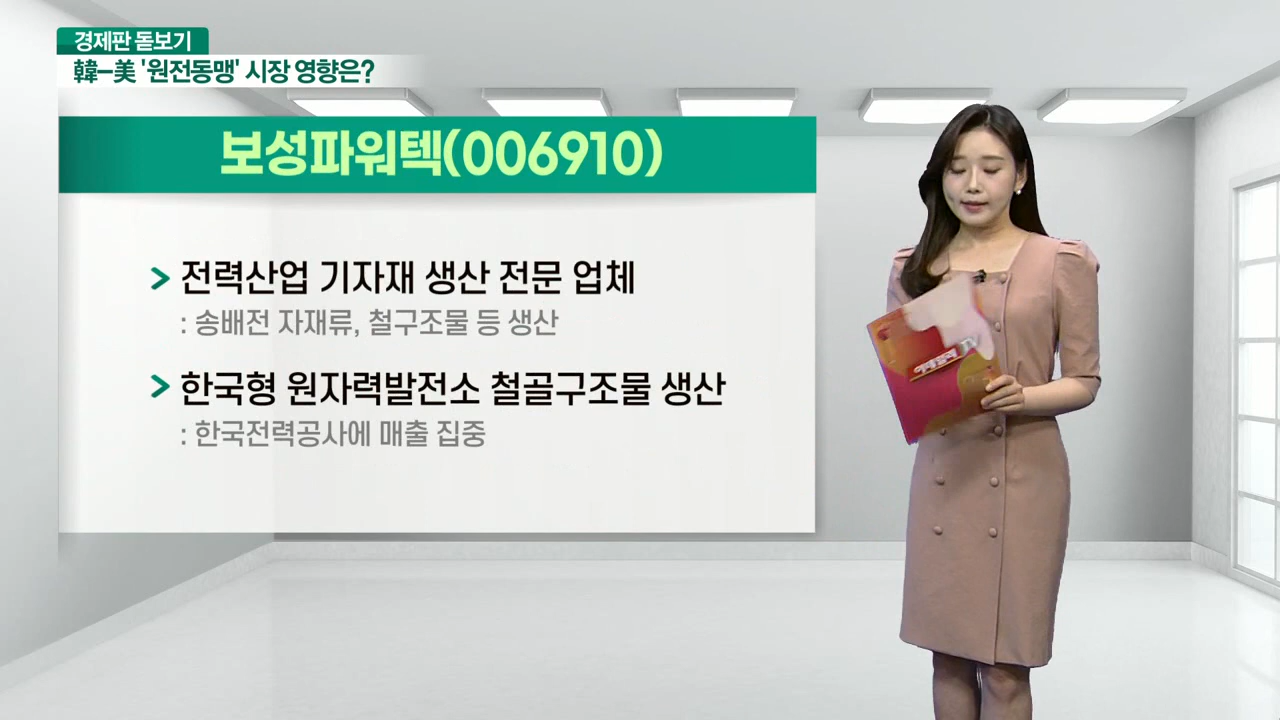 경제판 돋보기
韓-美 '원전동맹' 시장 영향은?
보성파워텍(006910)
> 전력산업 기자재 생산 전문 업체
: 송배전 자재류, 철구조물 등 생산
> 한국형 원자력발전소 철골구조물 생산
: 한국전력공사에 매출 집중